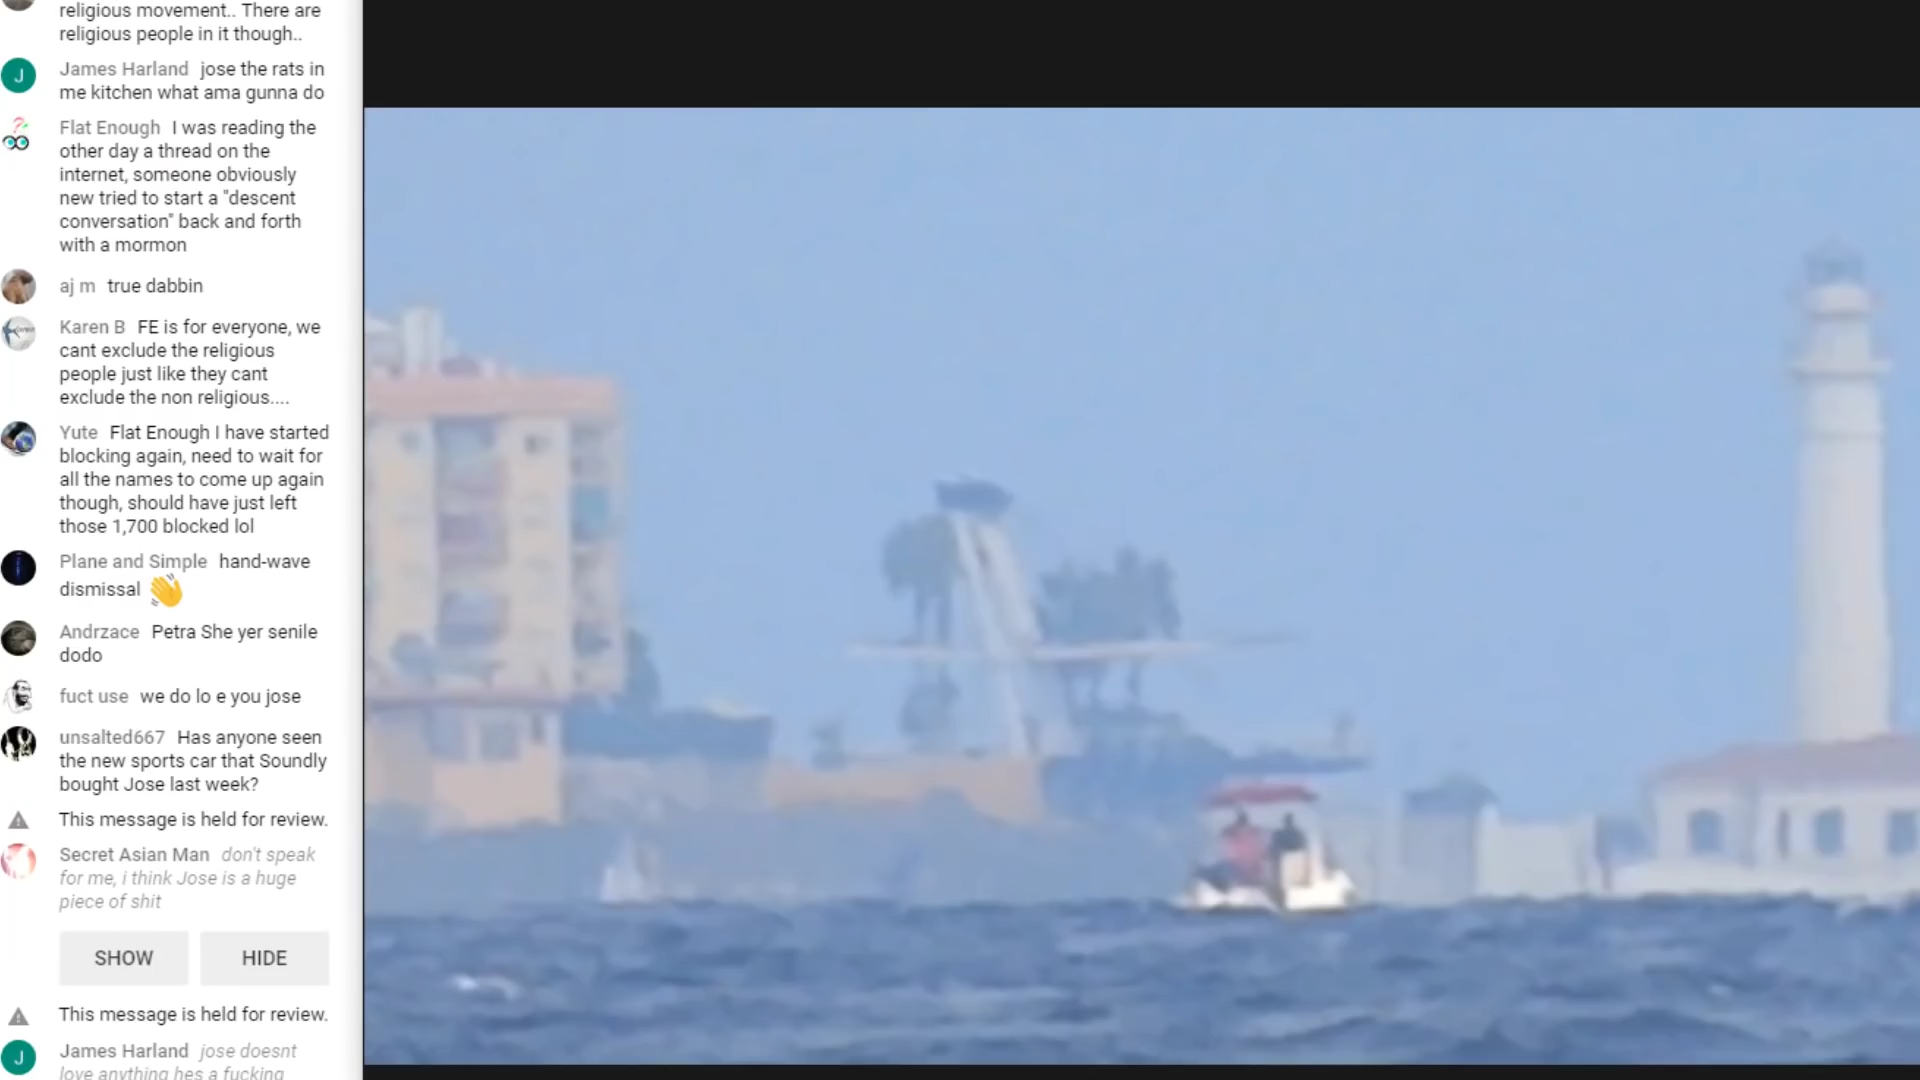 religious movement.. There are
religious people in it though..
James Harland jose the rats in
me kitchen what ama gunna do
Flat Enough I was reading the
other day a thread on the
internet, someone obviously
new tried to start a "descent
conversation" back and forth
with a mormon
aj m true dabbin
Karen B FE is for everyone, we
cant exclude the religious
people just like they cant
exclude the non religious....
Yute Flat Enough I have started
blocking again, need to wait for
all the names to come up again
though, should have just left
those 1,700 blocked lol
Plane and Simple hand-wave
dismissal 👋
Andrzace Petra She yer senile
dodo
fuct use we do lo e you jose
unsalted667 Has anyone seen
the new sports car that Soundly
bought Jose last week?
This message is held for review.
Secret Asian Man don't speak
for me, i think Jose is a huge
piece of shit
SHOW HIDE
This message is held for review.
J James Harland jose doesnt
love anything hes a fucking